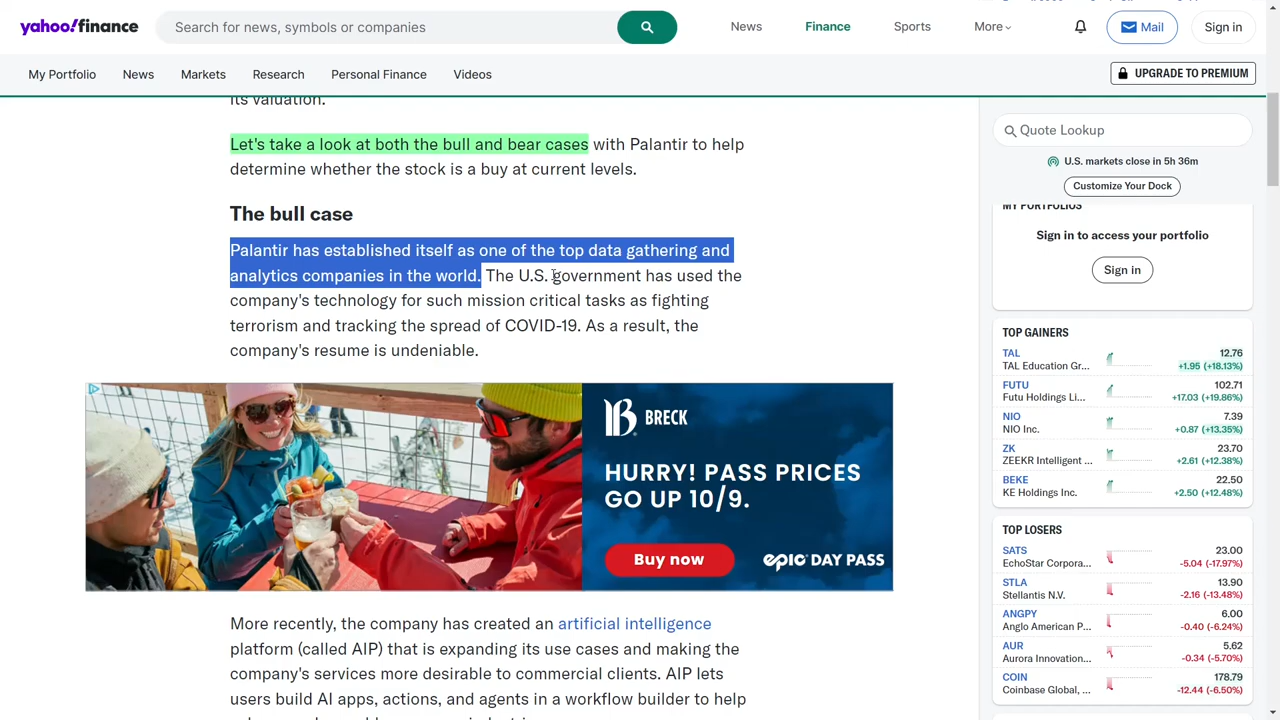 yahoo!finance
Search for news, symbols or companies
News
Finance
Sports
More
Mail
Sign in
My Portfolio
News
Markets
Research
Personal Finance
Videos
UPGRADE TO PREMIUM
its valuation.
Let's take a look at both the bull and bear cases with Palantir to help
determine whether the stock is a buy at current levels.
The bull case
Palantir has established itself as one of the top data gathering and
analytics companies in the world. The U.S. government has used the
company's technology for such mission critical tasks as fighting
terrorism and tracking the spread of COVID-19. As a result, the
company's resume is undeniable.
BRECK
HURRY! PASS PRICES
GO UP 10/9.
Buy now
epic DAY PASS
More recently, the company has created an artificial intelligence
platform (called AIP) that is expanding its use cases and making the
company's services more desirable to commercial clients. AIP lets
users build AI apps, actions, and agents in a workflow builder to help
Quote Lookup
U.S. markets close in 5h 36m
Customize Your Dock
MY PORTFOLIOS
Sign in to access your portfolio
Sign in
TOP GAINERS
TAL 12.76
TAL Education Gr... +1.95 (+18.13%)
FUTU 102.71
Futu Holdings Li... +17.03 (+19.86%)
NIO 7.39
NIO Inc. +0.87 (+13.35%)
ZK 23.70
ZEEKR Intelligent ... +2.61 (+12.38%)
BEKE 22.50
KE Holdings Inc. +2.50 (+12.48%)
TOP LOSERS
SATS 23.00
EchoStar Corpora... -5.04 (-17.97%)
STLA 13.90
Stellantis N.V. -2.16 (-13.48%)
ANGPY 6.00
Anglo American P... -0.40 (-6.24%)
AUR 5.62
Aurora Innovation... -0.34 (-5.70%)
COIN 178.79
Coinbase Global, ... -12.44 (-6.50%)